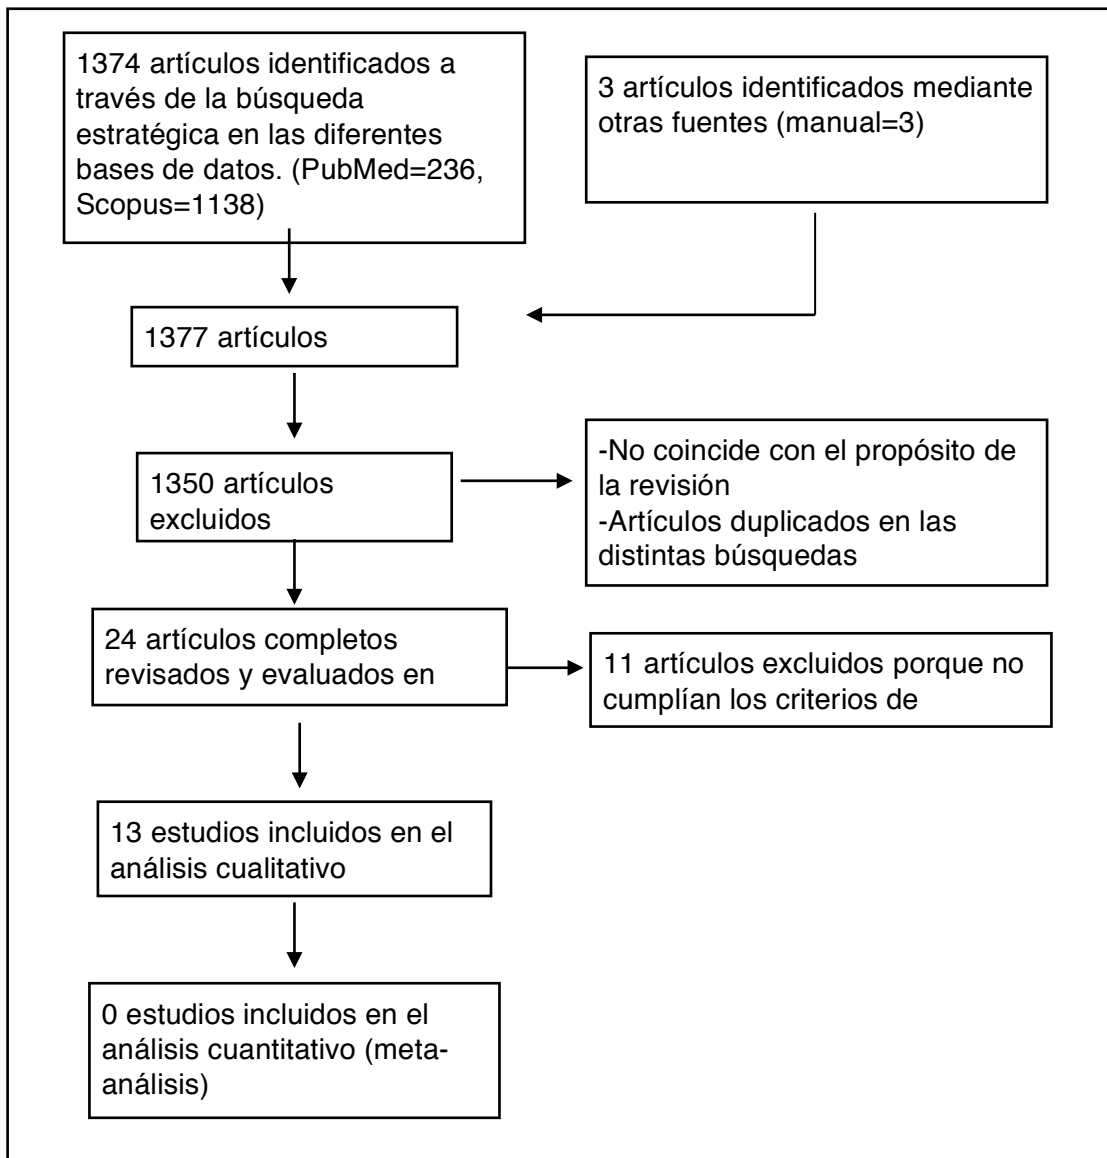 1374 artículos identificados a
través de la búsqueda
estratégica en las diferentes
bases de datos. (PubMed=236,
Scopus=1138)
3 artículos identificados mediante
otras fuentes (manual=3)
1377 artículos
1350 artículos
excluidos
-No coincide con el propósito de
la revisión
-Artículos duplicados en las
distintas búsquedas
24 artículos completos
revisados y evaluados en
11 artículos excluidos porque no
cumplían los criterios de
13 estudios incluidos en el
análisis cualitativo
0 estudios incluidos en el
análisis cuantitativo (meta-
análisis)